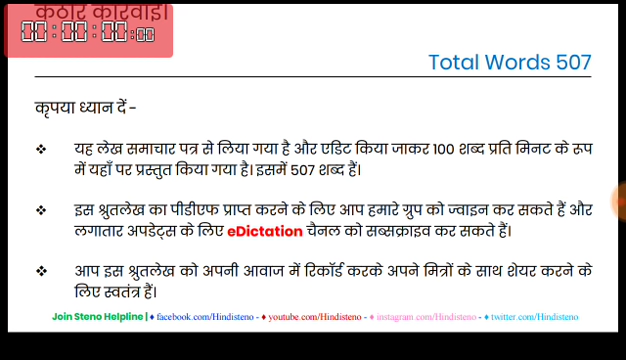 कठोर कार्रवाई।
00:00:00:00
Total Words 507
कृपया ध्यान दें –
❖ यह लेख समाचार पत्र से लिया गया है और एडिट किया जाकर 100 शब्द प्रति मिनट के रूप
में यहाँ पर प्रस्तुत किया गया है। इसमें 507 शब्द हैं।
❖ इस श्रुतलेख का पीडीएफ प्राप्त करने के लिए आप हमारे ग्रुप को ज्वाइन कर सकते हैं और
लगातार अपडेट्स के लिए eDictation चैनल को सब्सक्राइव कर सकते हैं।
❖ आप इस श्रुतलेख को अपनी आवाज में रिकॉर्ड करके अपने मित्रों के साथ शेयर करने के
लिए स्वतंत्र हैं।
Join Steno Helpline | ♦ facebook.com/Hindisteno - ♦ youtube.com/Hindisteno - ♦ instagram.com/Hindisteno - ♦ twitter.com/Hindisteno